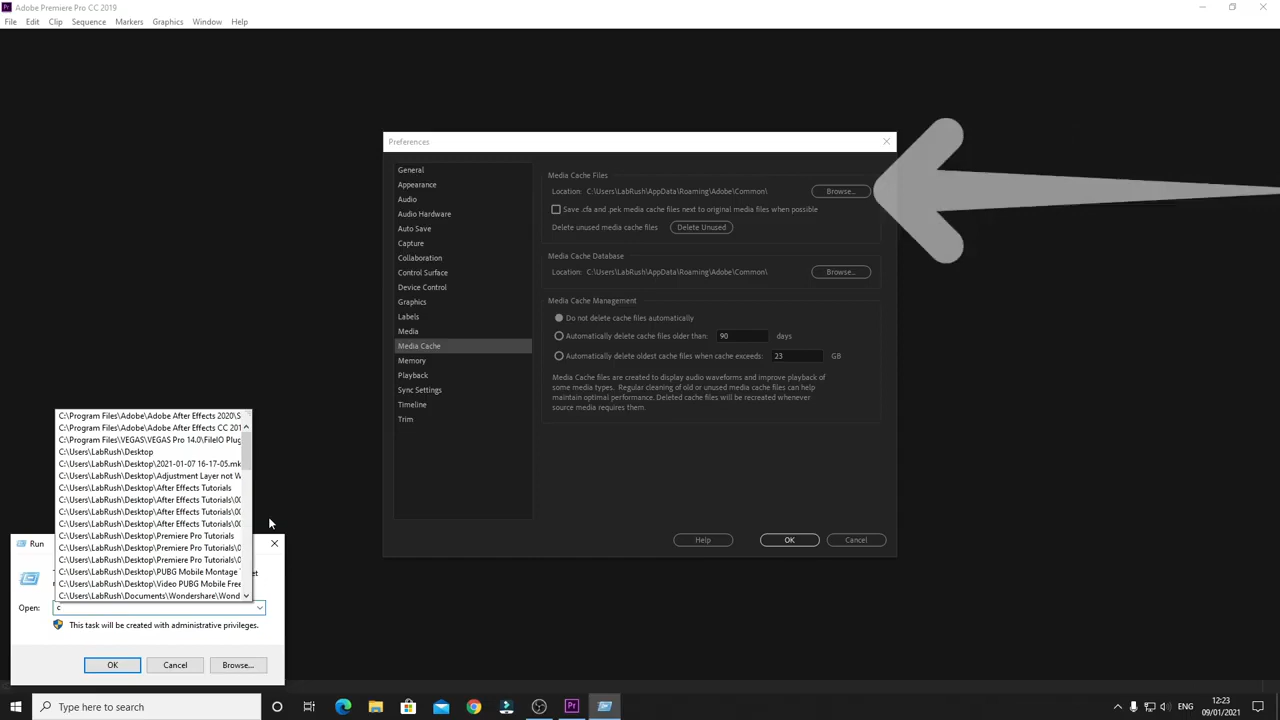 Adobe Premiere Pro CC 2019
File Edit Clip Sequence Markers Graphics Window Help
Preferences
General
Appearance
Audio
Audio Hardware
Auto Save
Capture
Collaboration
Control Surface
Device Control
Graphics
Labels
Media
Media Cache
Memory
Playback
Sync Settings
Timeline
Trim
Media Cache Files
Location: C:\Users\LabRush\AppData\Roaming\Adobe\Common\ Browse...
Save .cfa and .pek media cache files next to original media files when possible
Delete unused media cache files Delete Unused
Media Cache Database
Location: C:\Users\LabRush\AppData\Roaming\Adobe\Common\ Browse...
Media Cache Management
Do not delete cache files automatically
Automatically delete cache files older than: 90 days
Automatically delete oldest cache files when cache exceeds: 23 GB
Media Cache files are created to display audio waveforms and improve playback of
some media types. Regular cleaning of old or unused media cache files can help
maintain optimal performance. Deleted cache files will be recreated whenever
source media requires them.
Help OK Cancel
C:\Program Files\Adobe\Adobe After Effects 2020\S
C:\Program Files\Adobe\Adobe After Effects CC 201
C:\Program Files\VEGAS\VEGAS Pro 14.0\FileIO Plug
C:\Users\LabRush\Desktop
C:\Users\LabRush\Desktop\2021-01-07 16-17-05.mk
C:\Users\LabRush\Desktop\Adjustment Layer not W
C:\Users\LabRush\Desktop\After Effects Tutorials
C:\Users\LabRush\Desktop\After Effects Tutorials\00
C:\Users\LabRush\Desktop\After Effects Tutorials\00
C:\Users\LabRush\Desktop\After Effects Tutorials\00
C:\Users\LabRush\Desktop\Premiere Pro Tutorials
C:\Users\LabRush\Desktop\Premiere Pro Tutorials\0
C:\Users\LabRush\Desktop\Premiere Pro Tutorials\0
C:\Users\LabRush\Desktop\PUBG Mobile Montage
C:\Users\LabRush\Desktop\Video PUBG Mobile Free
C:\Users\LabRush\Documents\Wondershare\Wond
Run
Open: c
This task will be created with administrative privileges.
OK Cancel Browse...
Type here to search
Pr
ENG
12:23
09/01/2021